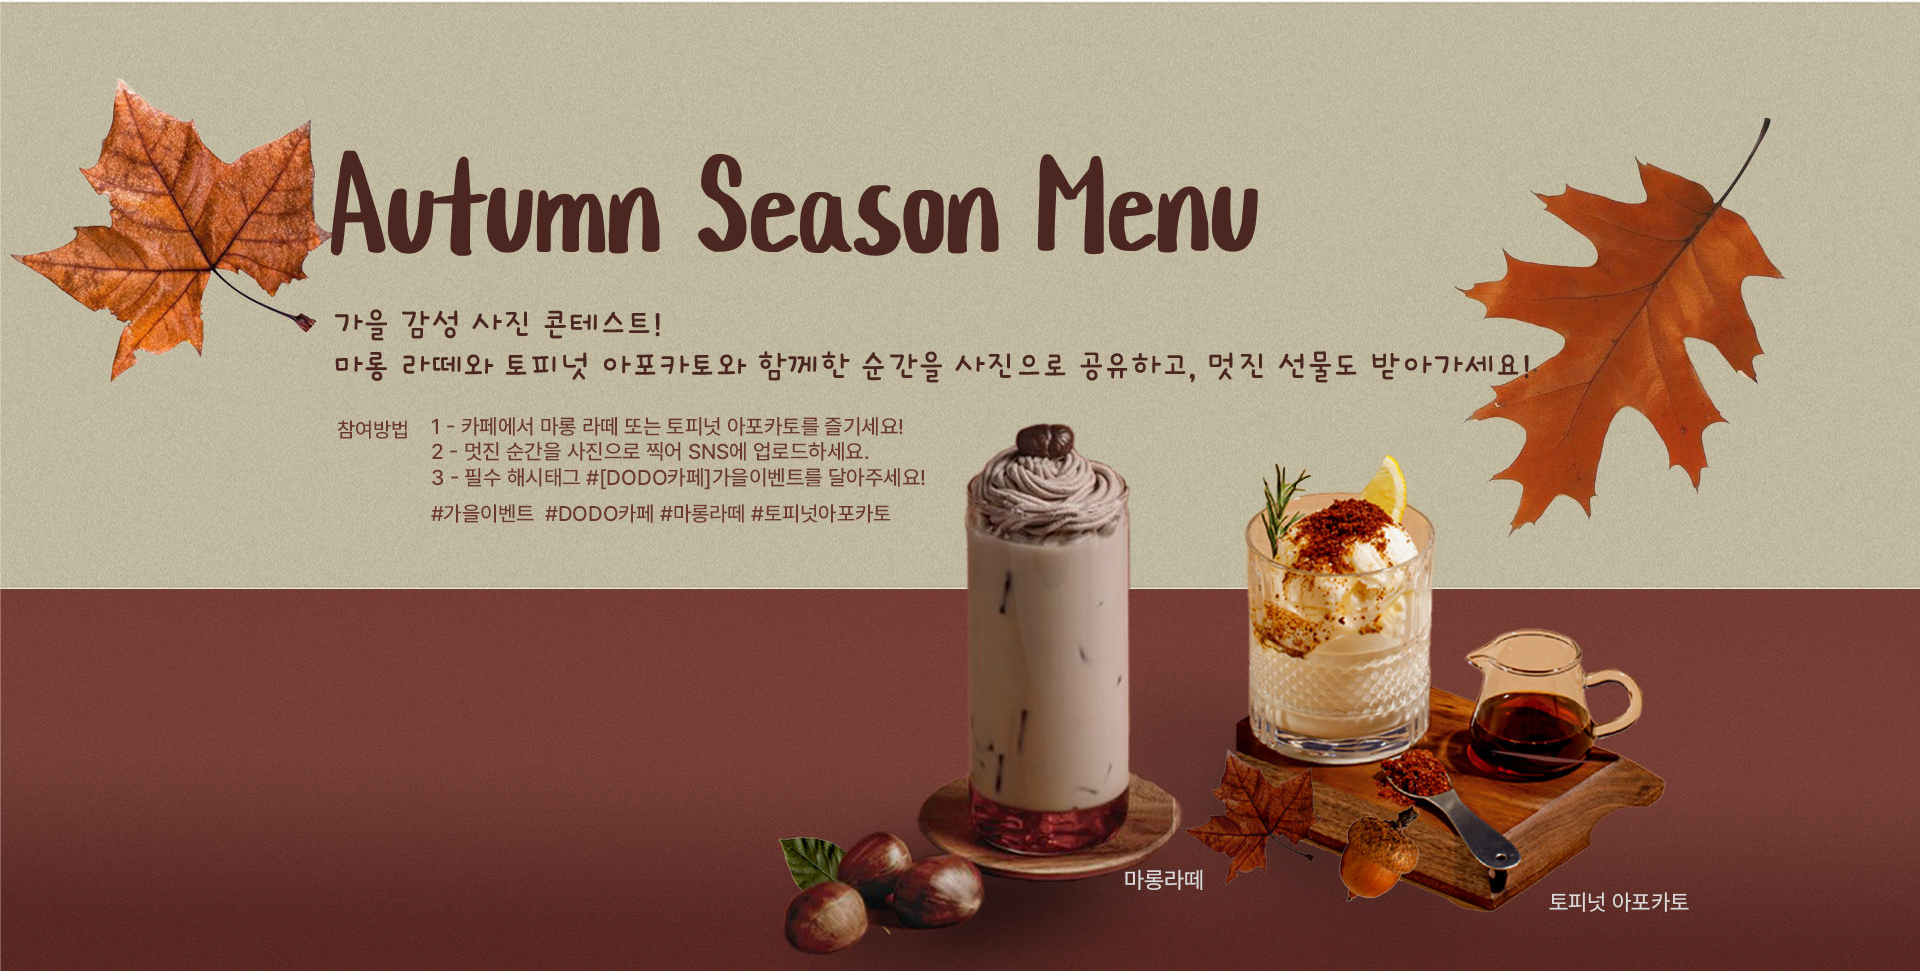 Autumn Season Menu
가을 감성 사진 콘테스트!
마롱 라떼와 토피넛 아포카토와 함께한 순간을 사진으로 공유하고, 멋진 선물도 받아가세요!
참여방법
1 - 카페에서 마롱 라떼 또는 토피넛 아포카토를 즐기세요!
2 - 멋진 순간을 사진으로 찍어 SNS에 업로드하세요.
3 - 필수 해시태그 #[DODO카페]가을이벤트를 달아주세요!
#가을이벤트 #DODO카페 #마롱라떼 #토피넛아포카토
마롱라떼
토피넛 아포카토